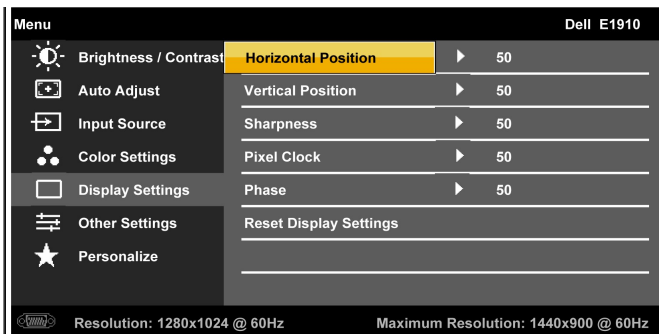 Menu Dell E1910
Brightness / Contrast Horizontal Position 50
Auto Adjust Vertical Position 50
Input Source Sharpness 50
Color Settings Pixel Clock 50
Display Settings Phase 50
Other Settings Reset Display Settings
Personalize
Resolution: 1280x1024 @ 60Hz Maximum Resolution: 1440x900 @ 60Hz